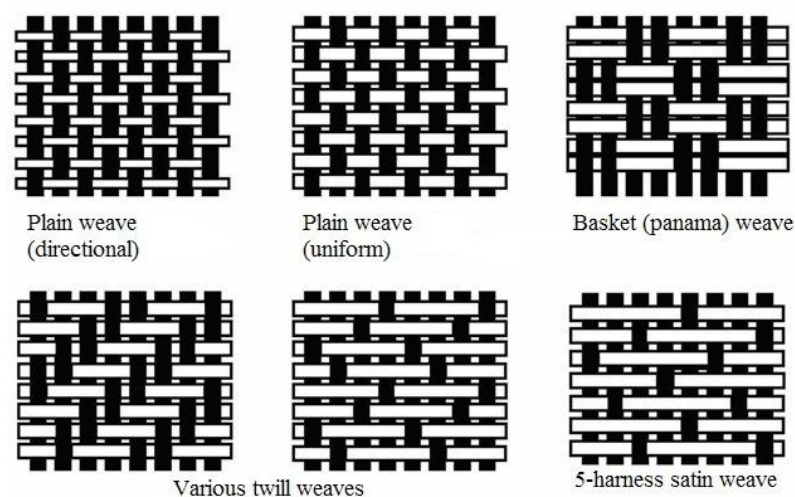 Plain weave
(directional)
Plain weave
(uniform)
Basket (panama) weave
Various twill weaves
5-harness satin weave